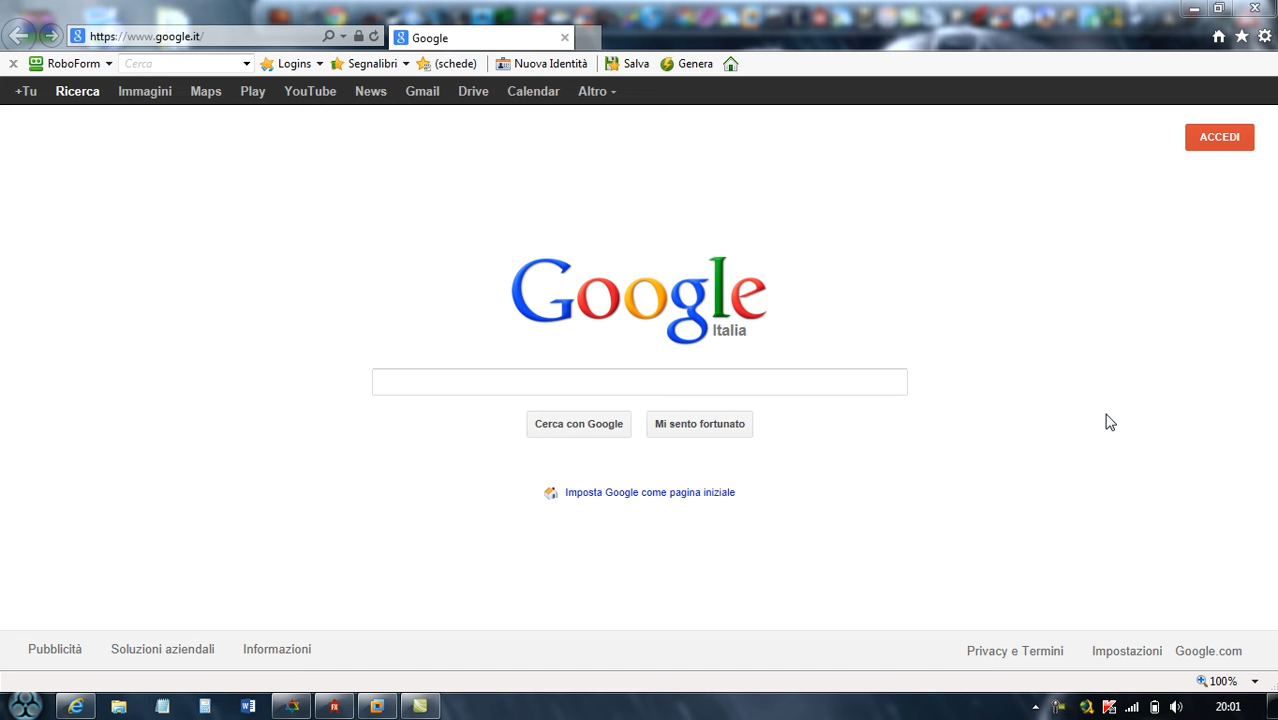 https://www.google.it/
Google
RoboForm
Cerca
Logins
Segnalibri
(schede)
Nuova Identità
Salva
Genera
+Tu Ricerca Immagini Maps Play YouTube News Gmail Drive Calendar Altro
ACCEDI
Google
Italia
Cerca con Google
Mi sento fortunato
Imposta Google come pagina iniziale
Pubblicità Soluzioni aziendali Informazioni
Privacy e Termini Impostazioni Google.com
100%
20:01